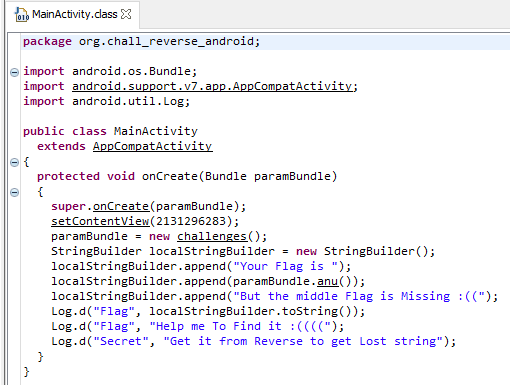 MainActivity.class
package org.chall_reverse_android;
import android.os.Bundle;
import android.support.v7.app.AppCompatActivity;
import android.util.Log;
public class MainActivity
extends AppCompatActivity
{
protected void onCreate(Bundle paramBundle)
{
super.onCreate(paramBundle);
setContentView(2131296283);
paramBundle = new challenges();
StringBuilder localStringBuilder = new StringBuilder();
localStringBuilder.append("Your Flag is ");
localStringBuilder.append(paramBundle.anu());
localStringBuilder.append("But the middle Flag is Missing :((");
Log.d("Flag", localStringBuilder.toString());
Log.d("Flag", "Help me To Find it :((((");
Log.d("Secret", "Get it from Reverse to get Lost string");
}
}